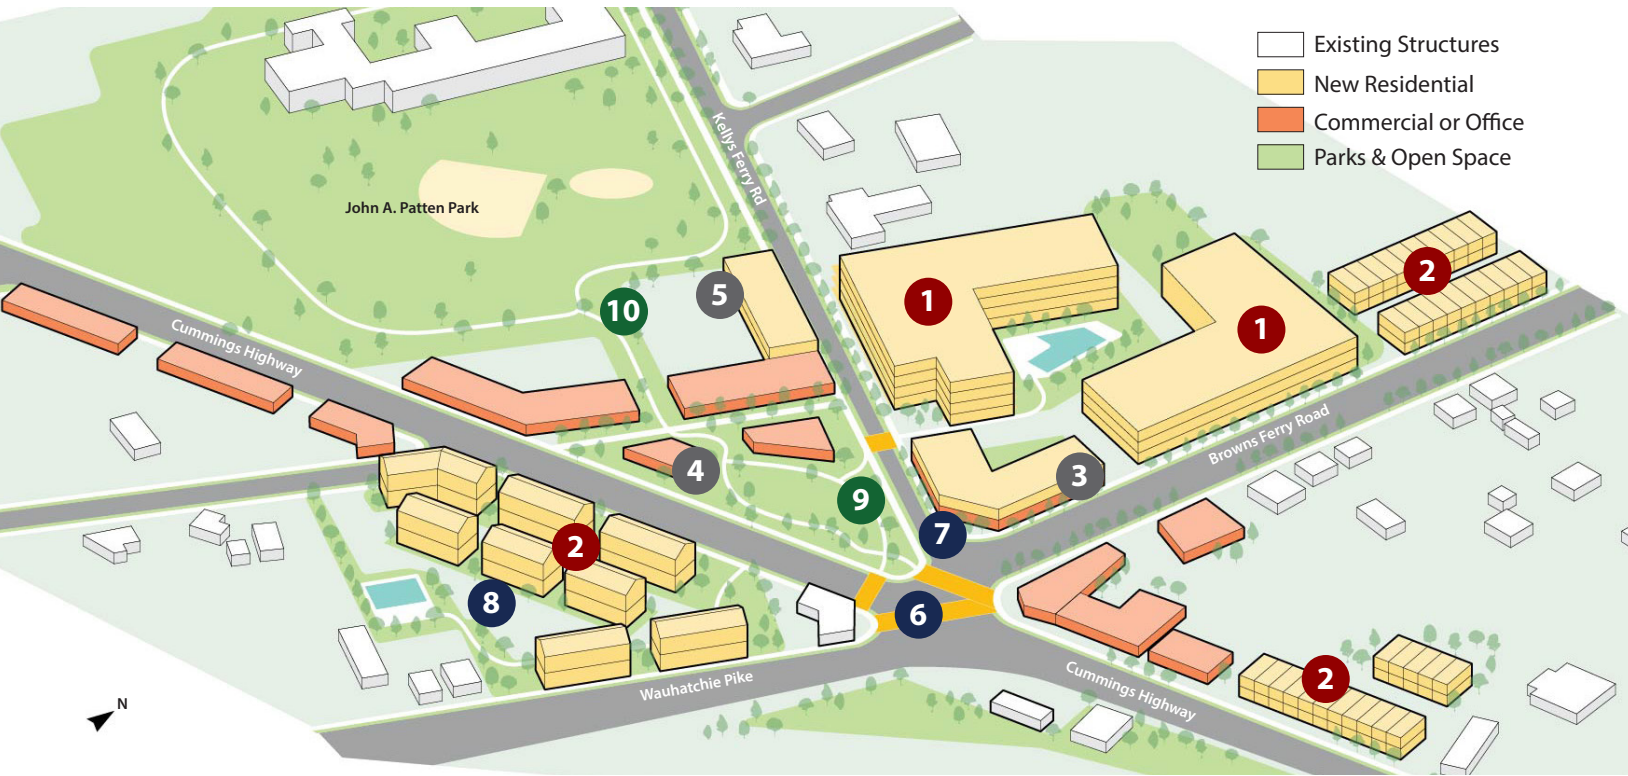 Existing Structures
New Residential
Commercial or Office
Parks & Open Space
Kellys Ferry Rd
John A. Patten Park
1
2
5
10
1
Cummings Highway
Browns Ferry Road
4
3
9
7
2
8
6
Wauhatchie Pike
Cummings Highway
2
N